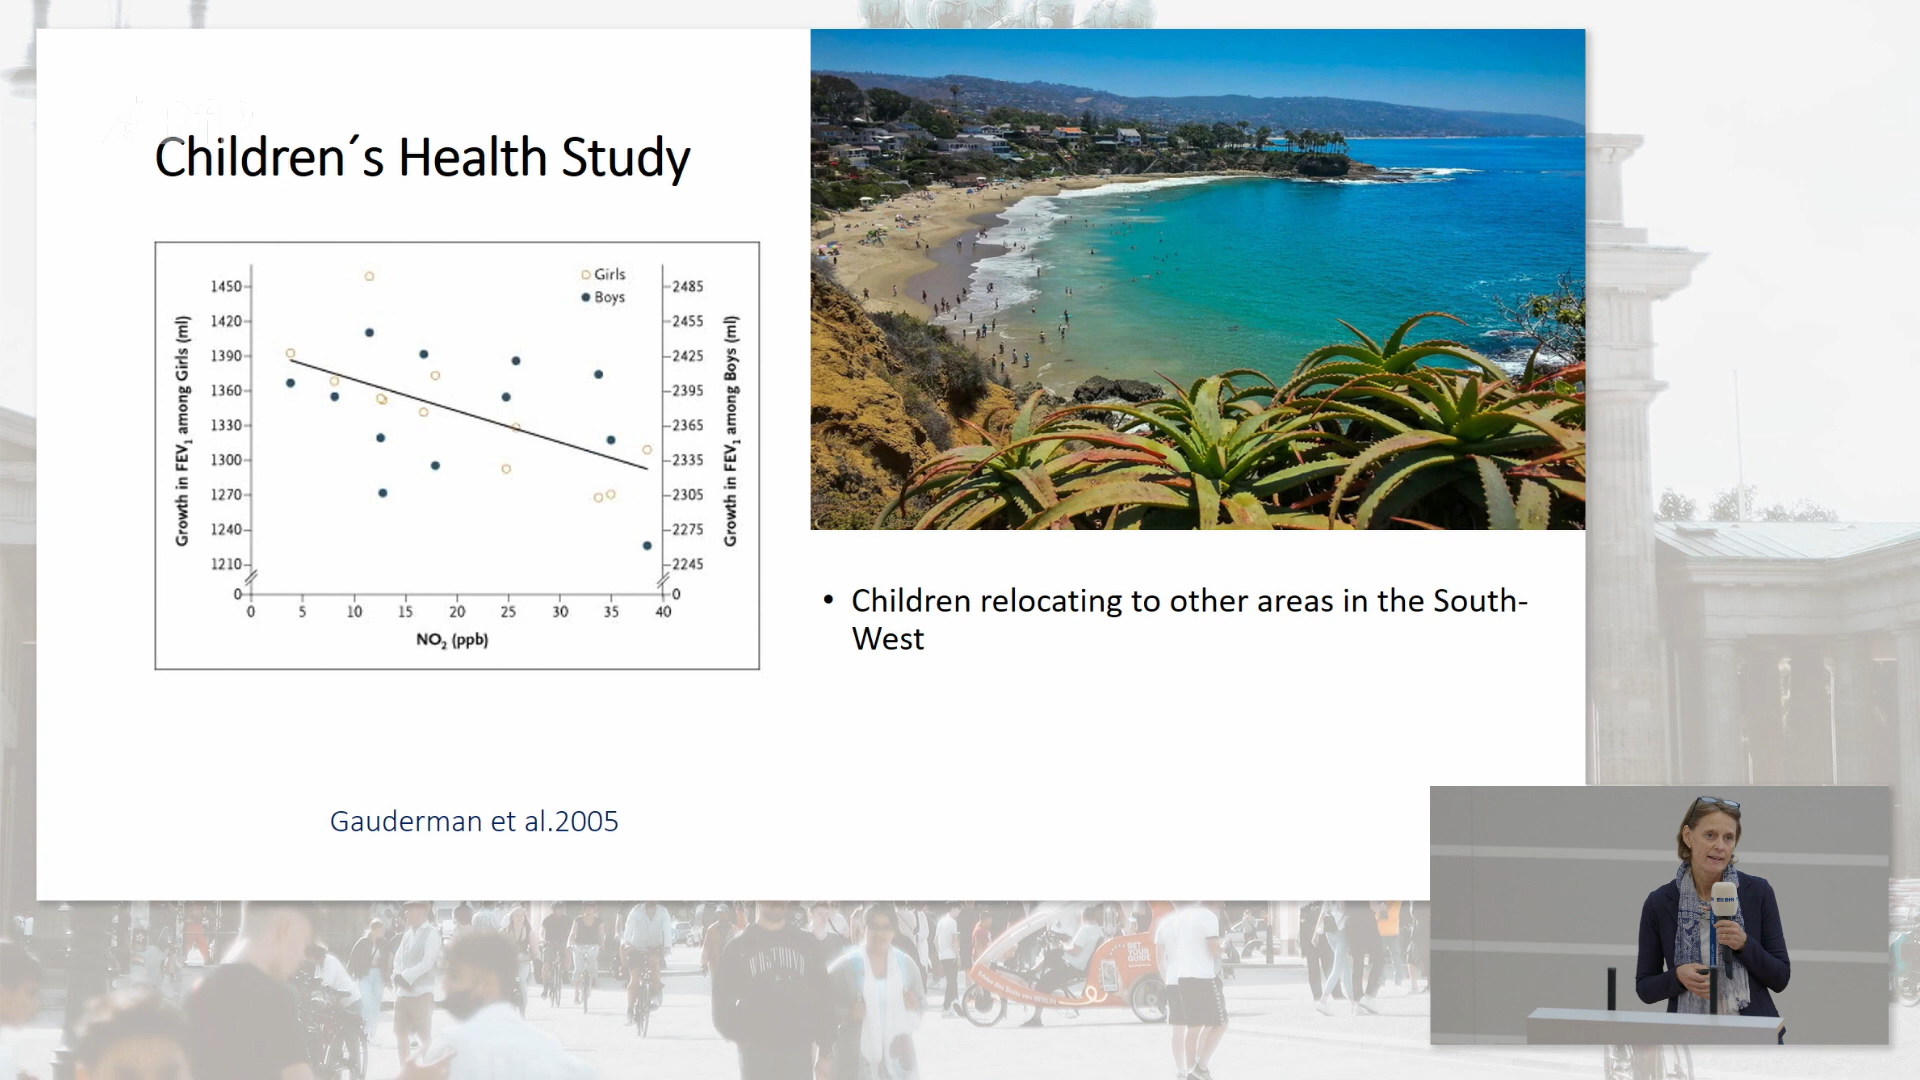 Children´s Health Study
Girls
Boys
Growth in FEV1 among Girls (ml)
1450
1420
1390
1360
1330
1300
1270
1240
1210
0
2485
2455
2425
2395
2365
2335
2305
2275
2245
0
Growth in FEV1 among Boys (ml)
0 5 10 15 20 25 30 35 40
NO2 (ppb)
• Children relocating to other areas in the South-
West
Gauderman et al.2005
GET
YOUR
GUIDE